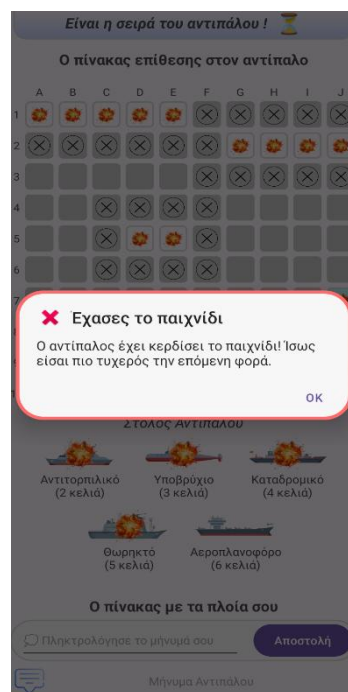 Είναι η σειρά του αντιπάλου !
Ο πίνακας επίθεσης στον αντίπαλο
A B C D E F G H I J
1
2
3
4
5
6
7
Έχασες το παιχνίδι
Ο αντίπαλος έχει κερδίσει το παιχνίδι! Ίσως
είσαι πιο τυχερός την επόμενη φορά.
OK
Στόλος Αντιπάλου
Αντιτορπιλικό Υποβρύχιο Καταδρομικό
(2 κελιά) (3 κελιά) (4 κελιά)
Θωρηκτό Αεροπλανοφόρο
(5 κελιά) (6 κελιά)
Ο πίνακας με τα πλοία σου
Πληκτρολόγησε το μήνυμά σου Αποστολή
Μήνυμα Αντιπάλου